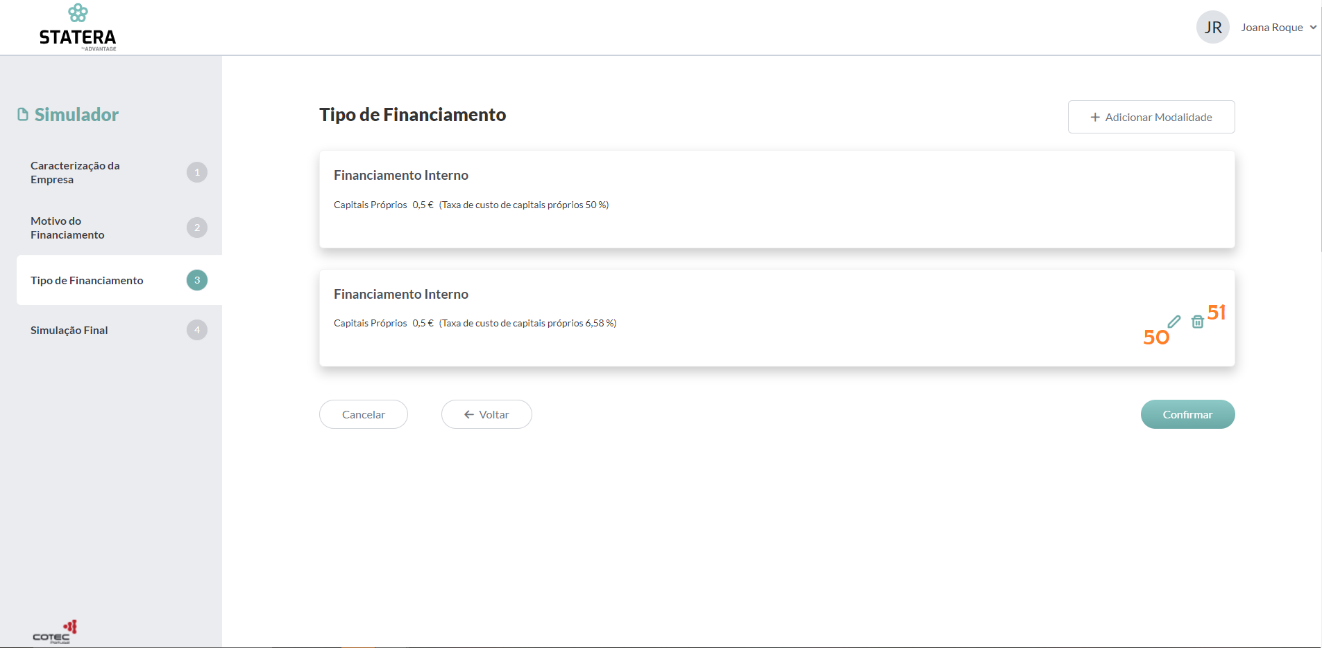 STATERA
by ADVANTAGE
JR
Joana Roque
Simulador
Caracterização da
Empresa
1
Motivo do
Financiamento
2
Tipo de Financiamento
3
Simulação Final
4
Tipo de Financiamento
+ Adicionar Modalidade
Financiamento Interno
Capitais Próprios 0,5 € (Taxa de custo de capitais próprios 50 %)
Financiamento Interno
Capitais Próprios 0,5 € (Taxa de custo de capitais próprios 6,58 %)
50
51
Cancelar
← Voltar
Confirmar
COTEC
Portugal